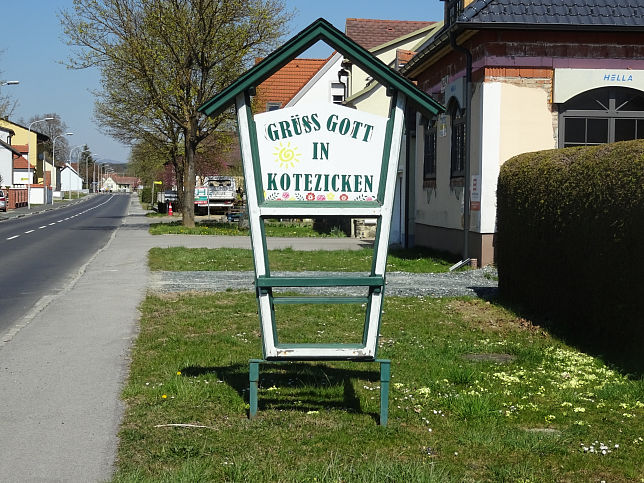 GRÜSS GOTT
IN
KOTEZICKEN
HELLA